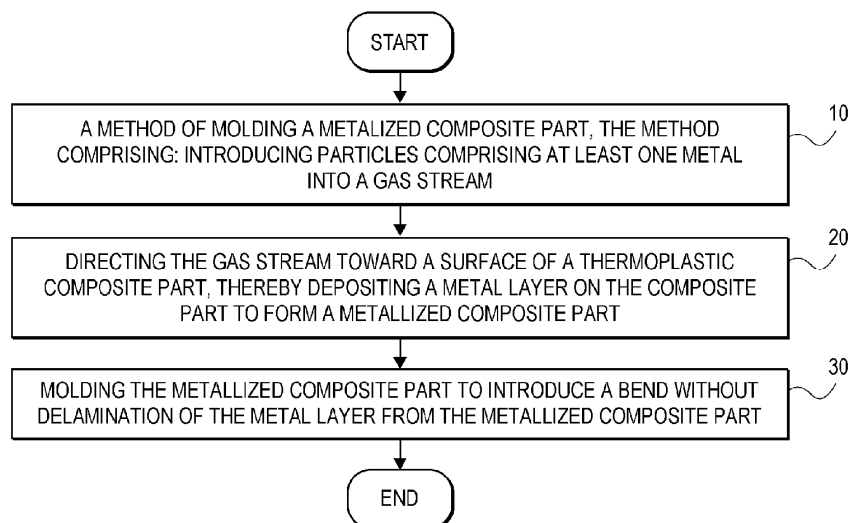 START
10
A METHOD OF MOLDING A METALIZED COMPOSITE PART, THE METHOD
COMPRISING: INTRODUCING PARTICLES COMPRISING AT LEAST ONE METAL
INTO A GAS STREAM
20
DIRECTING THE GAS STREAM TOWARD A SURFACE OF A THERMOPLASTIC
COMPOSITE PART, THEREBY DEPOSITING A METAL LAYER ON THE COMPOSITE
PART TO FORM A METALLIZED COMPOSITE PART
30
MOLDING THE METALLIZED COMPOSITE PART TO INTRODUCE A BEND WITHOUT
DELAMINATION OF THE METAL LAYER FROM THE METALLIZED COMPOSITE PART
END